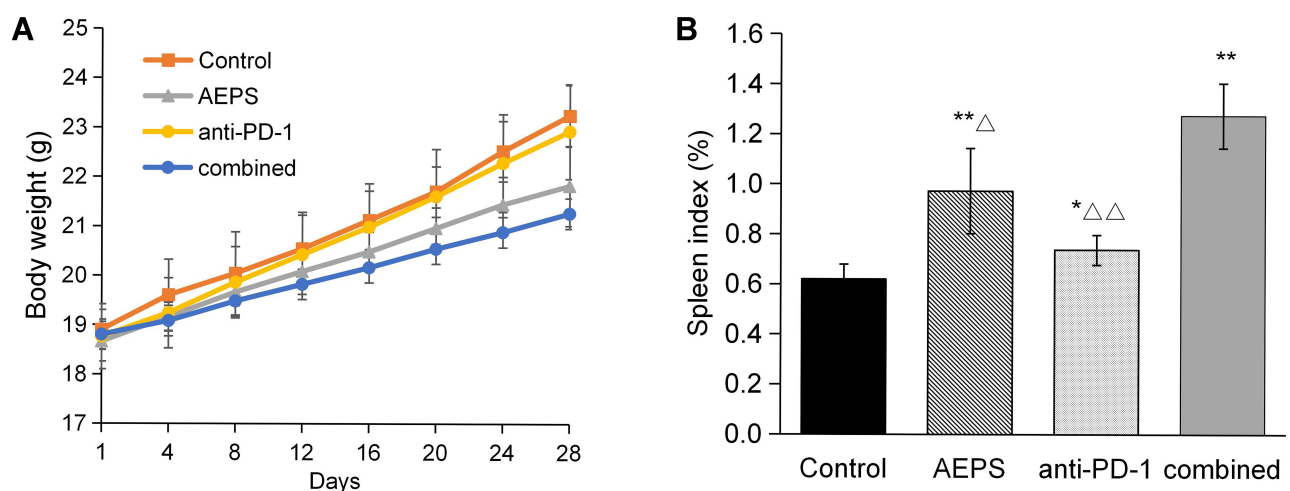 A
Body weight (g)
25
24
23
22
21
20
19
18
17
Control
AEPS
anti-PD-1
combined
1 4 8 12 16 20 24 28
Days
B
Spleen index (%)
1.6
1.4
1.2
1.0
0.8
0.6
0.4
0.2
0.0
**△
*△△
**
Control AEPS anti-PD-1 combined